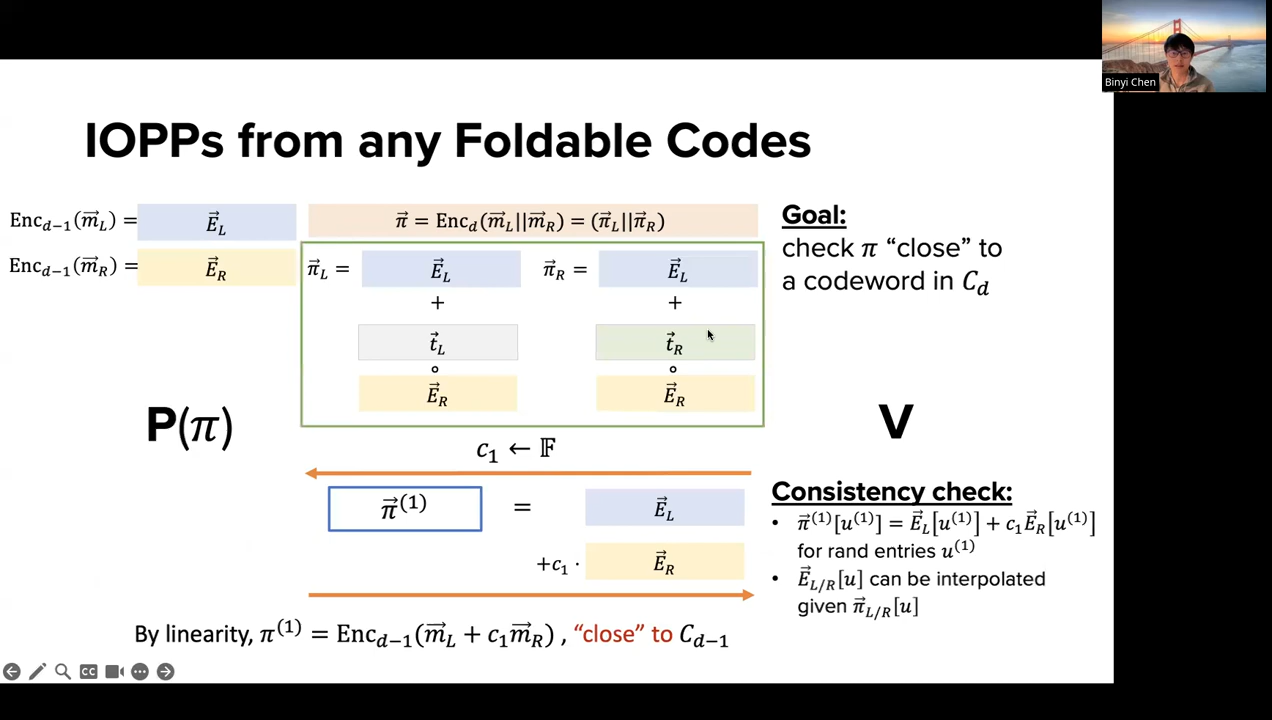 Binyi Chen
IOPPs from any Foldable Codes
Enc_{d−1}(m⃗_L) = E⃗_L
π⃗ = Enc_d(m⃗_L||m⃗_R) = (π⃗_L||π⃗_R)
Goal:
check π “close” to
a codeword in C_d
Enc_{d−1}(m⃗_R) = E⃗_R
π⃗_L = E⃗_L π⃗_R = E⃗_L
+ +
t⃗_L t⃗_R
∘ ∘
E⃗_R E⃗_R
P(π)
V
c_1 ← 𝔽
π⃗^{(1)} = E⃗_L
+c_1 · E⃗_R
Consistency check:
• π⃗^{(1)}[u^{(1)}] = E⃗_L[u^{(1)}] + c_1E⃗_R[u^{(1)}]
for rand entries u^{(1)}
• E⃗_{L/R}[u] can be interpolated
given π⃗_{L/R}[u]
By linearity, π^{(1)} = Enc_{d−1}(m⃗_L + c_1m⃗_R) , “close” to C_{d−1}
CC